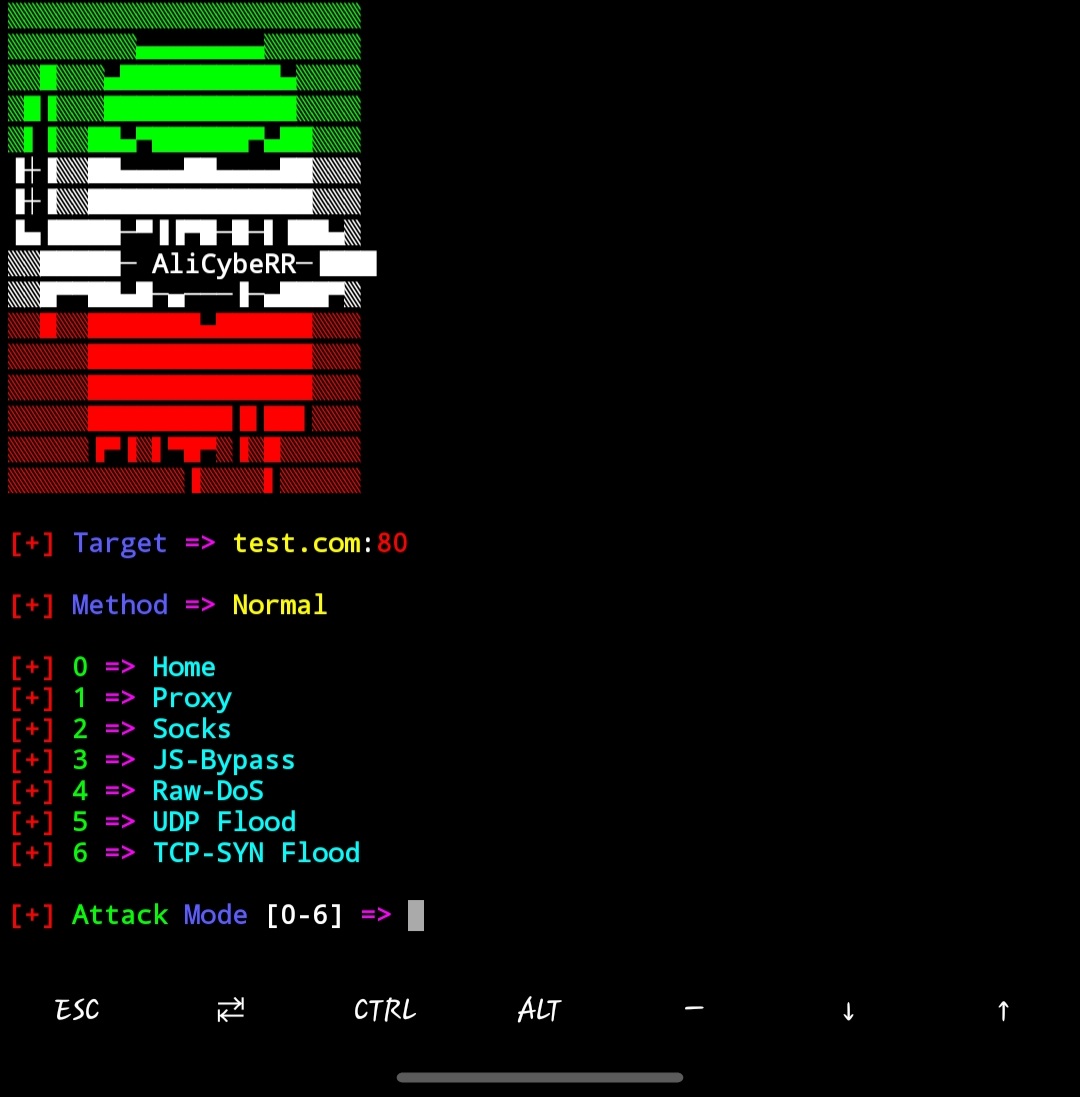 AliCybeRR
[+] Target => test.com:80
[+] Method => Normal
[+] 0 => Home
[+] 1 => Proxy
[+] 2 => Socks
[+] 3 => JS-Bypass
[+] 4 => Raw-DoS
[+] 5 => UDP Flood
[+] 6 => TCP-SYN Flood
[+] Attack Mode [0-6] =>
ESC ⇄ CTRL ALT — ↓ ↑